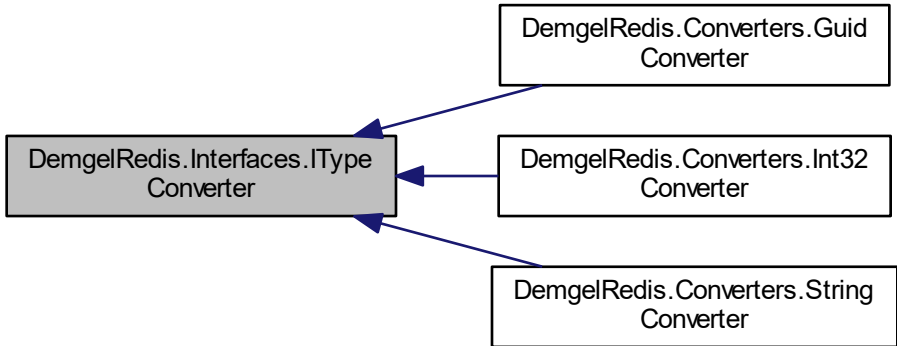 DemgelRedis.Converters.Guid
Converter
DemgelRedis.Interfaces.IType
Converter
DemgelRedis.Converters.Int32
Converter
DemgelRedis.Converters.String
Converter